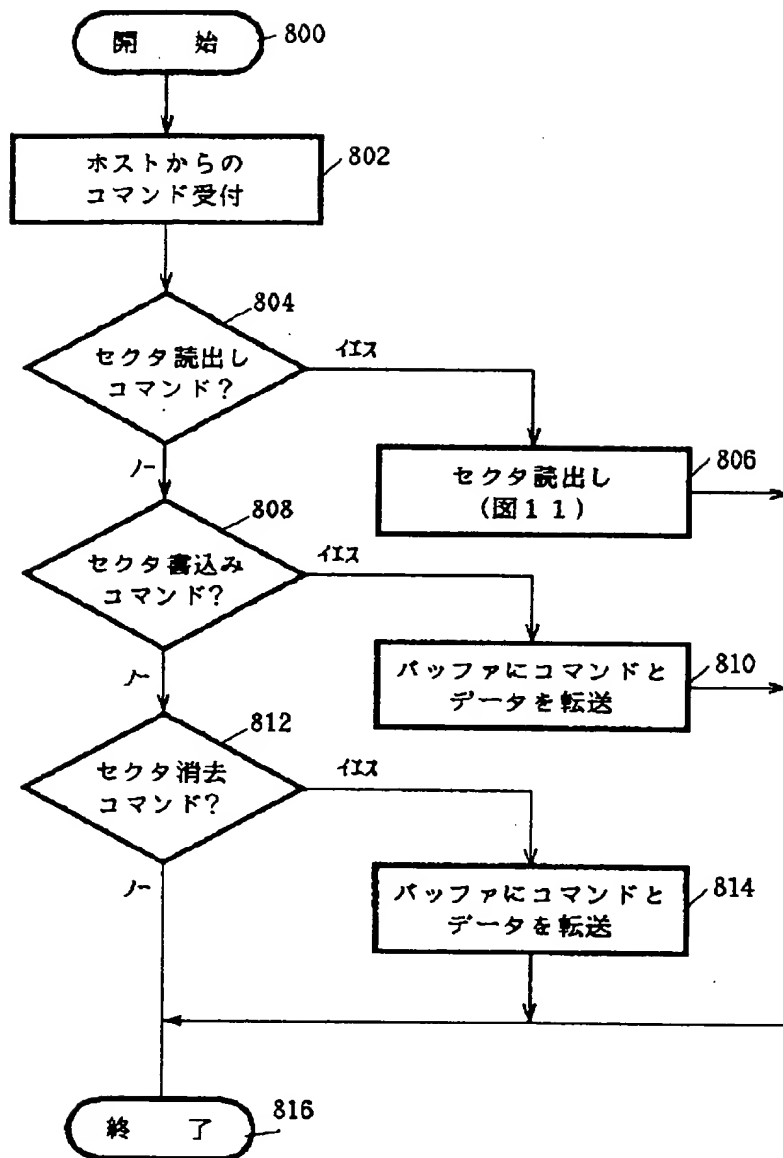 開 始
800
ホストからの
コマンド受付
802
804
セクタ読出し
コマンド?
イエス
ノー
セクタ読出し
(図11)
806
808
セクタ書込み
コマンド?
イエス
ノー
バッファにコマンドと
データを転送
810
812
セクタ消去
コマンド?
イエス
ノー
バッファにコマンドと
データを転送
814
終 了
816